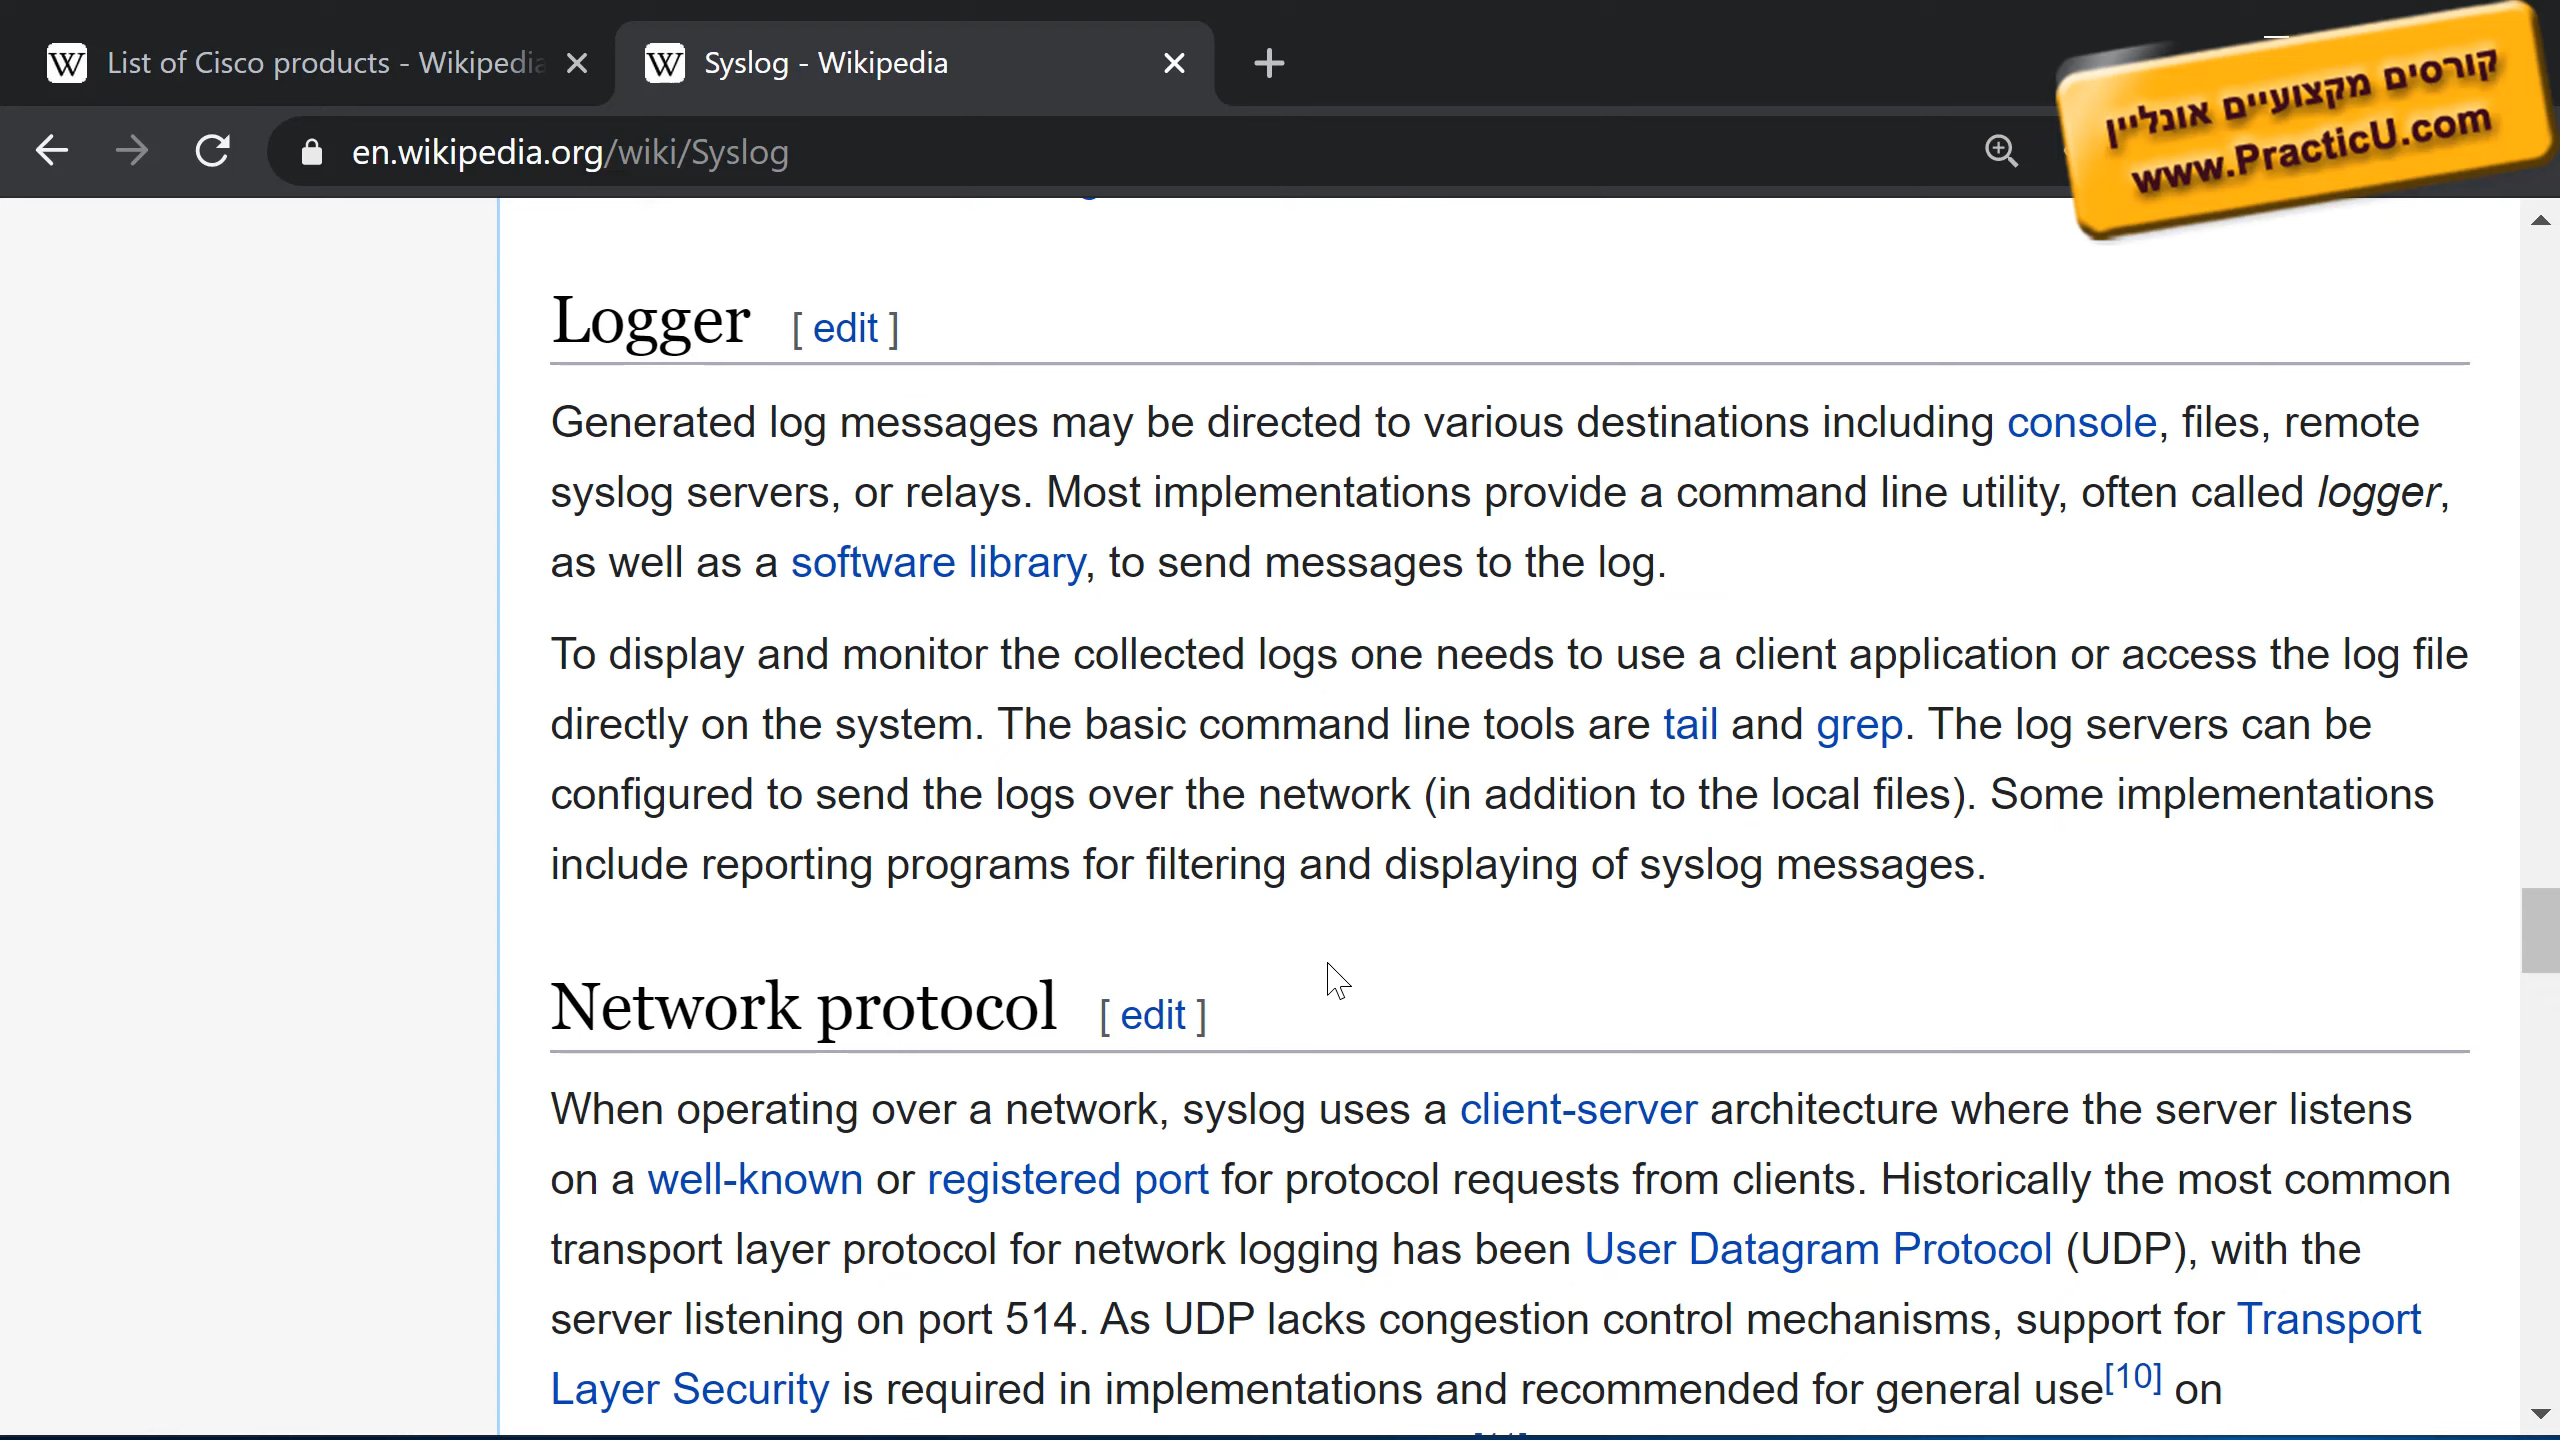 List of Cisco products - Wikipedia
Syslog - Wikipedia
קורסים מקצועיים אונליין
www.PracticU.com
en.wikipedia.org/wiki/Syslog
Logger [ edit ]
Generated log messages may be directed to various destinations including console, files, remote
syslog servers, or relays. Most implementations provide a command line utility, often called logger,
as well as a software library, to send messages to the log.
To display and monitor the collected logs one needs to use a client application or access the log file
directly on the system. The basic command line tools are tail and grep. The log servers can be
configured to send the logs over the network (in addition to the local files). Some implementations
include reporting programs for filtering and displaying of syslog messages.
Network protocol [ edit ]
When operating over a network, syslog uses a client-server architecture where the server listens
on a well-known or registered port for protocol requests from clients. Historically the most common
transport layer protocol for network logging has been User Datagram Protocol (UDP), with the
server listening on port 514. As UDP lacks congestion control mechanisms, support for Transport
Layer Security is required in implementations and recommended for general use[10] on